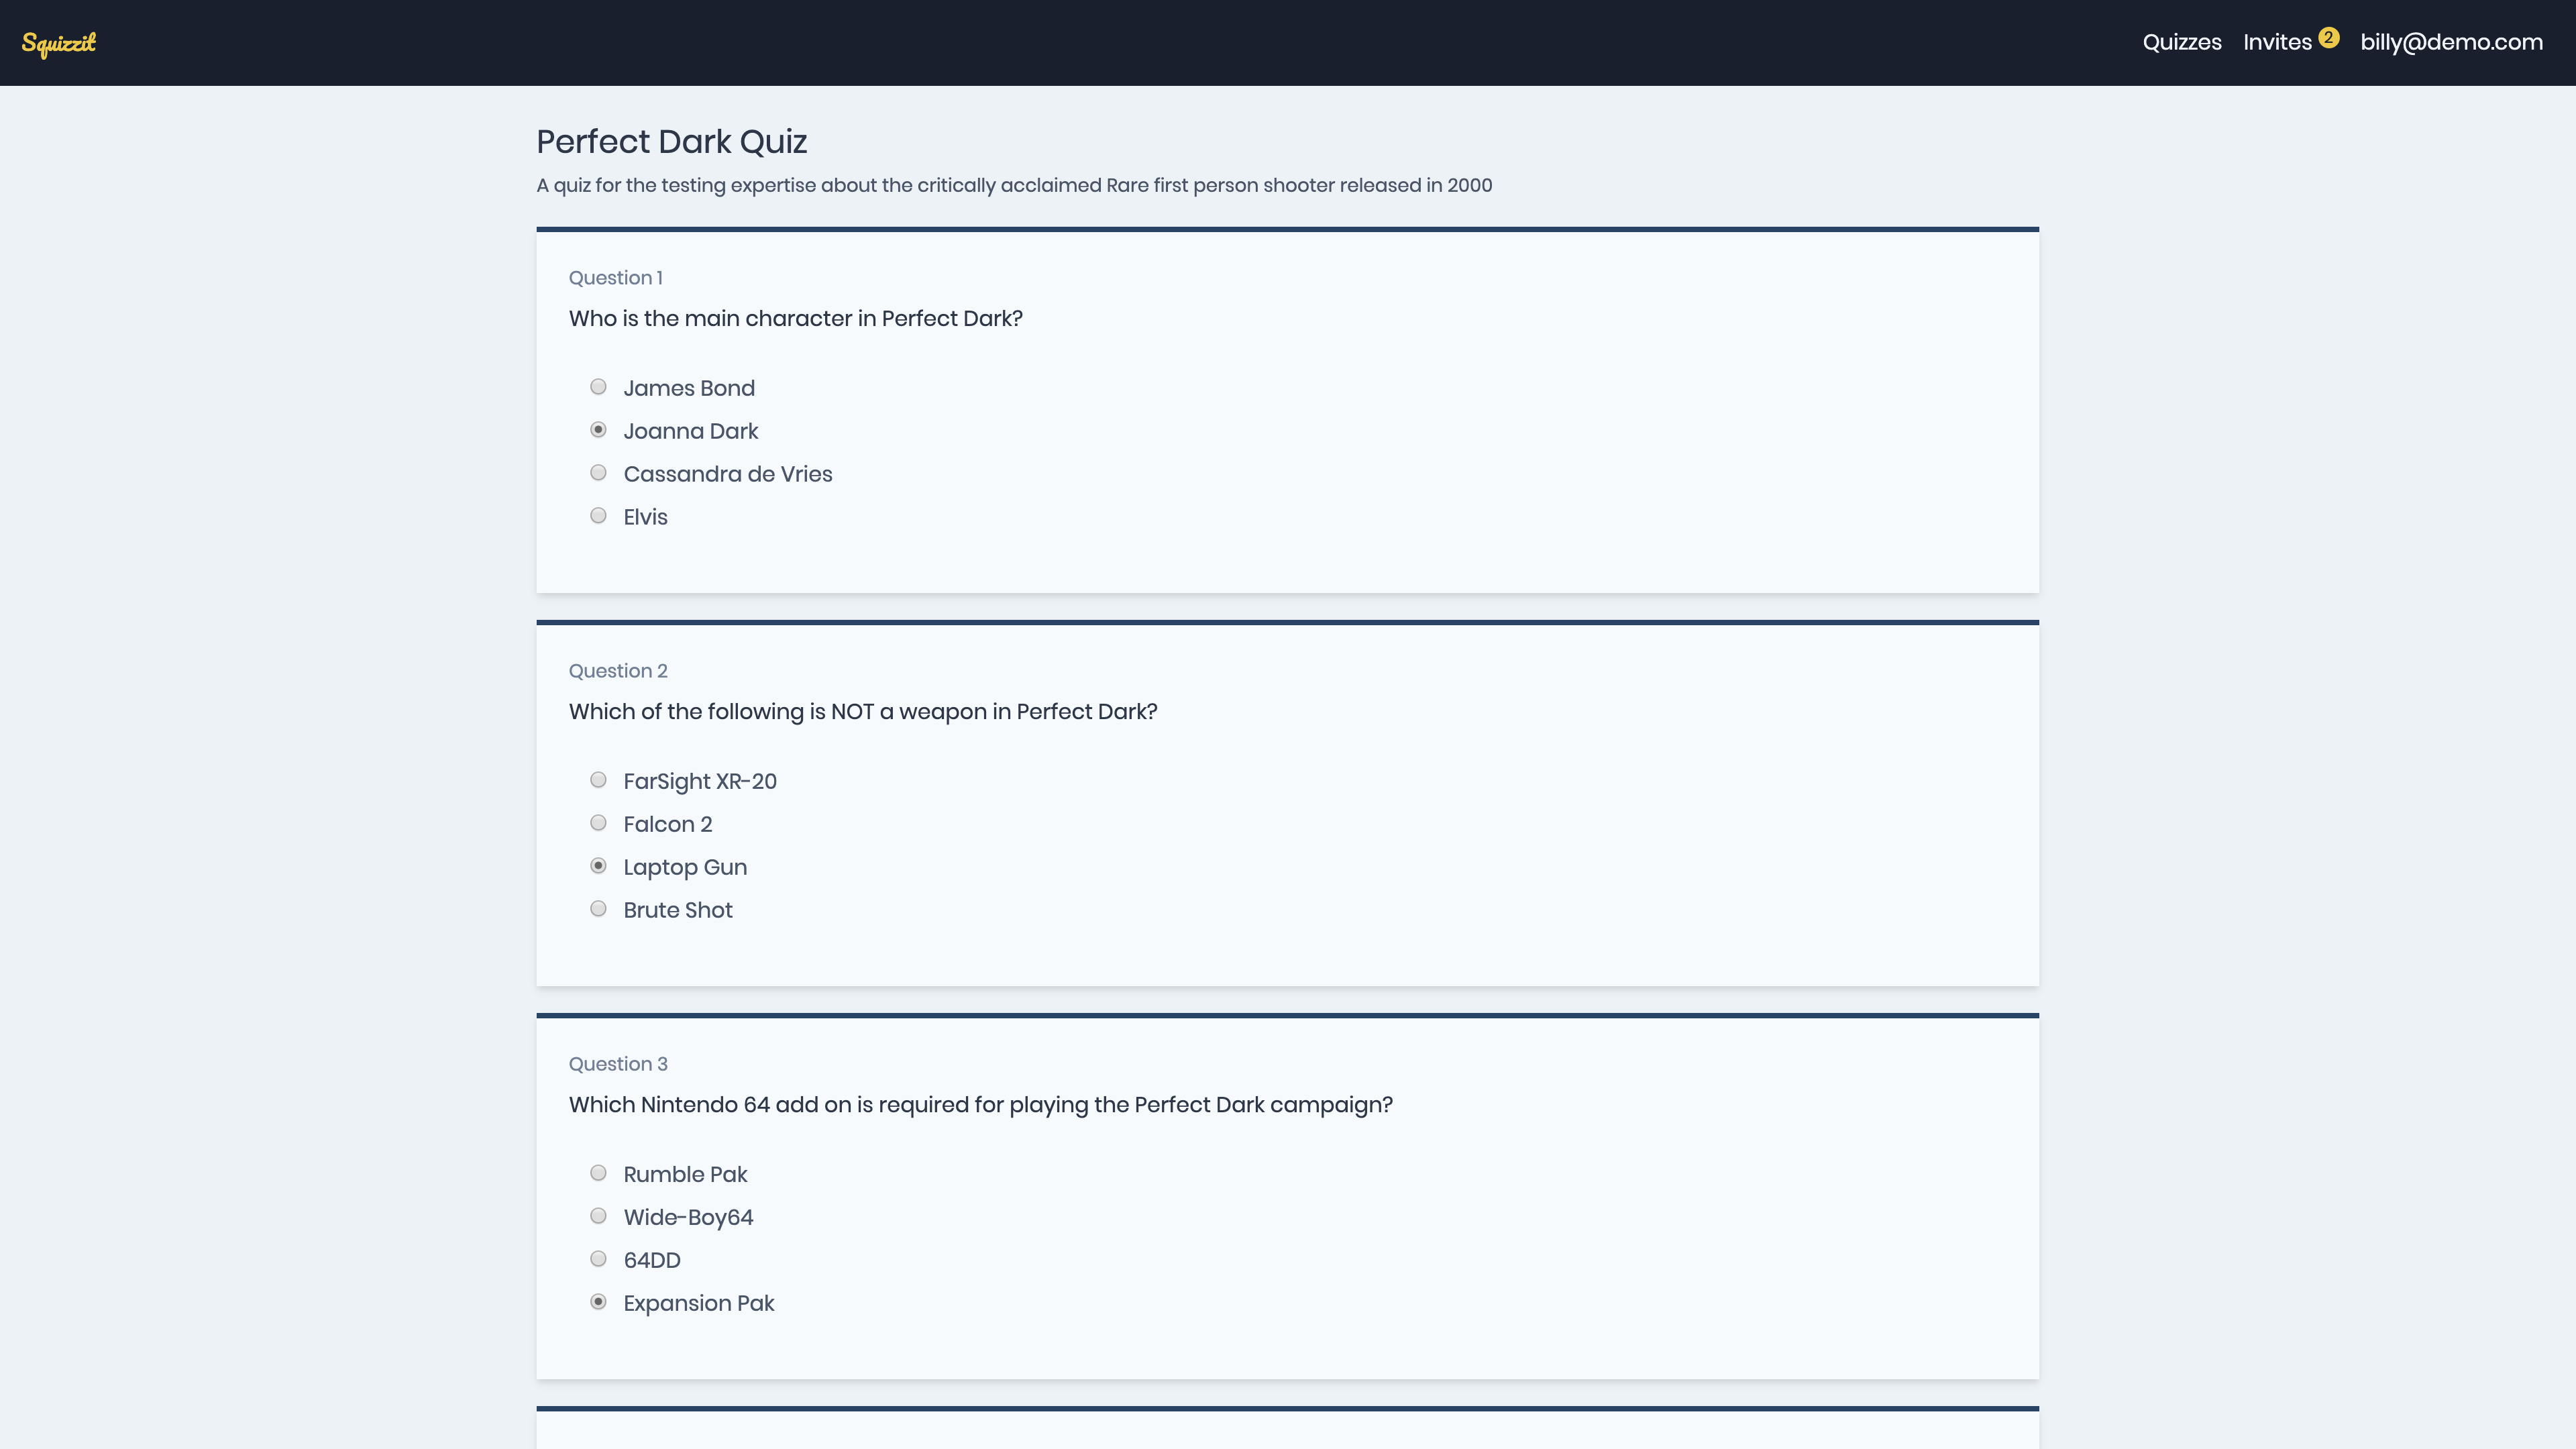 Squizzit
Quizzes Invites 2 billy@demo.com
Perfect Dark Quiz
A quiz for the testing expertise about the critically acclaimed Rare first person shooter released in 2000
Question 1
Who is the main character in Perfect Dark?
James Bond
Joanna Dark
Cassandra de Vries
Elvis
Question 2
Which of the following is NOT a weapon in Perfect Dark?
FarSight XR-20
Falcon 2
Laptop Gun
Brute Shot
Question 3
Which Nintendo 64 add on is required for playing the Perfect Dark campaign?
Rumble Pak
Wide-Boy64
64DD
Expansion Pak